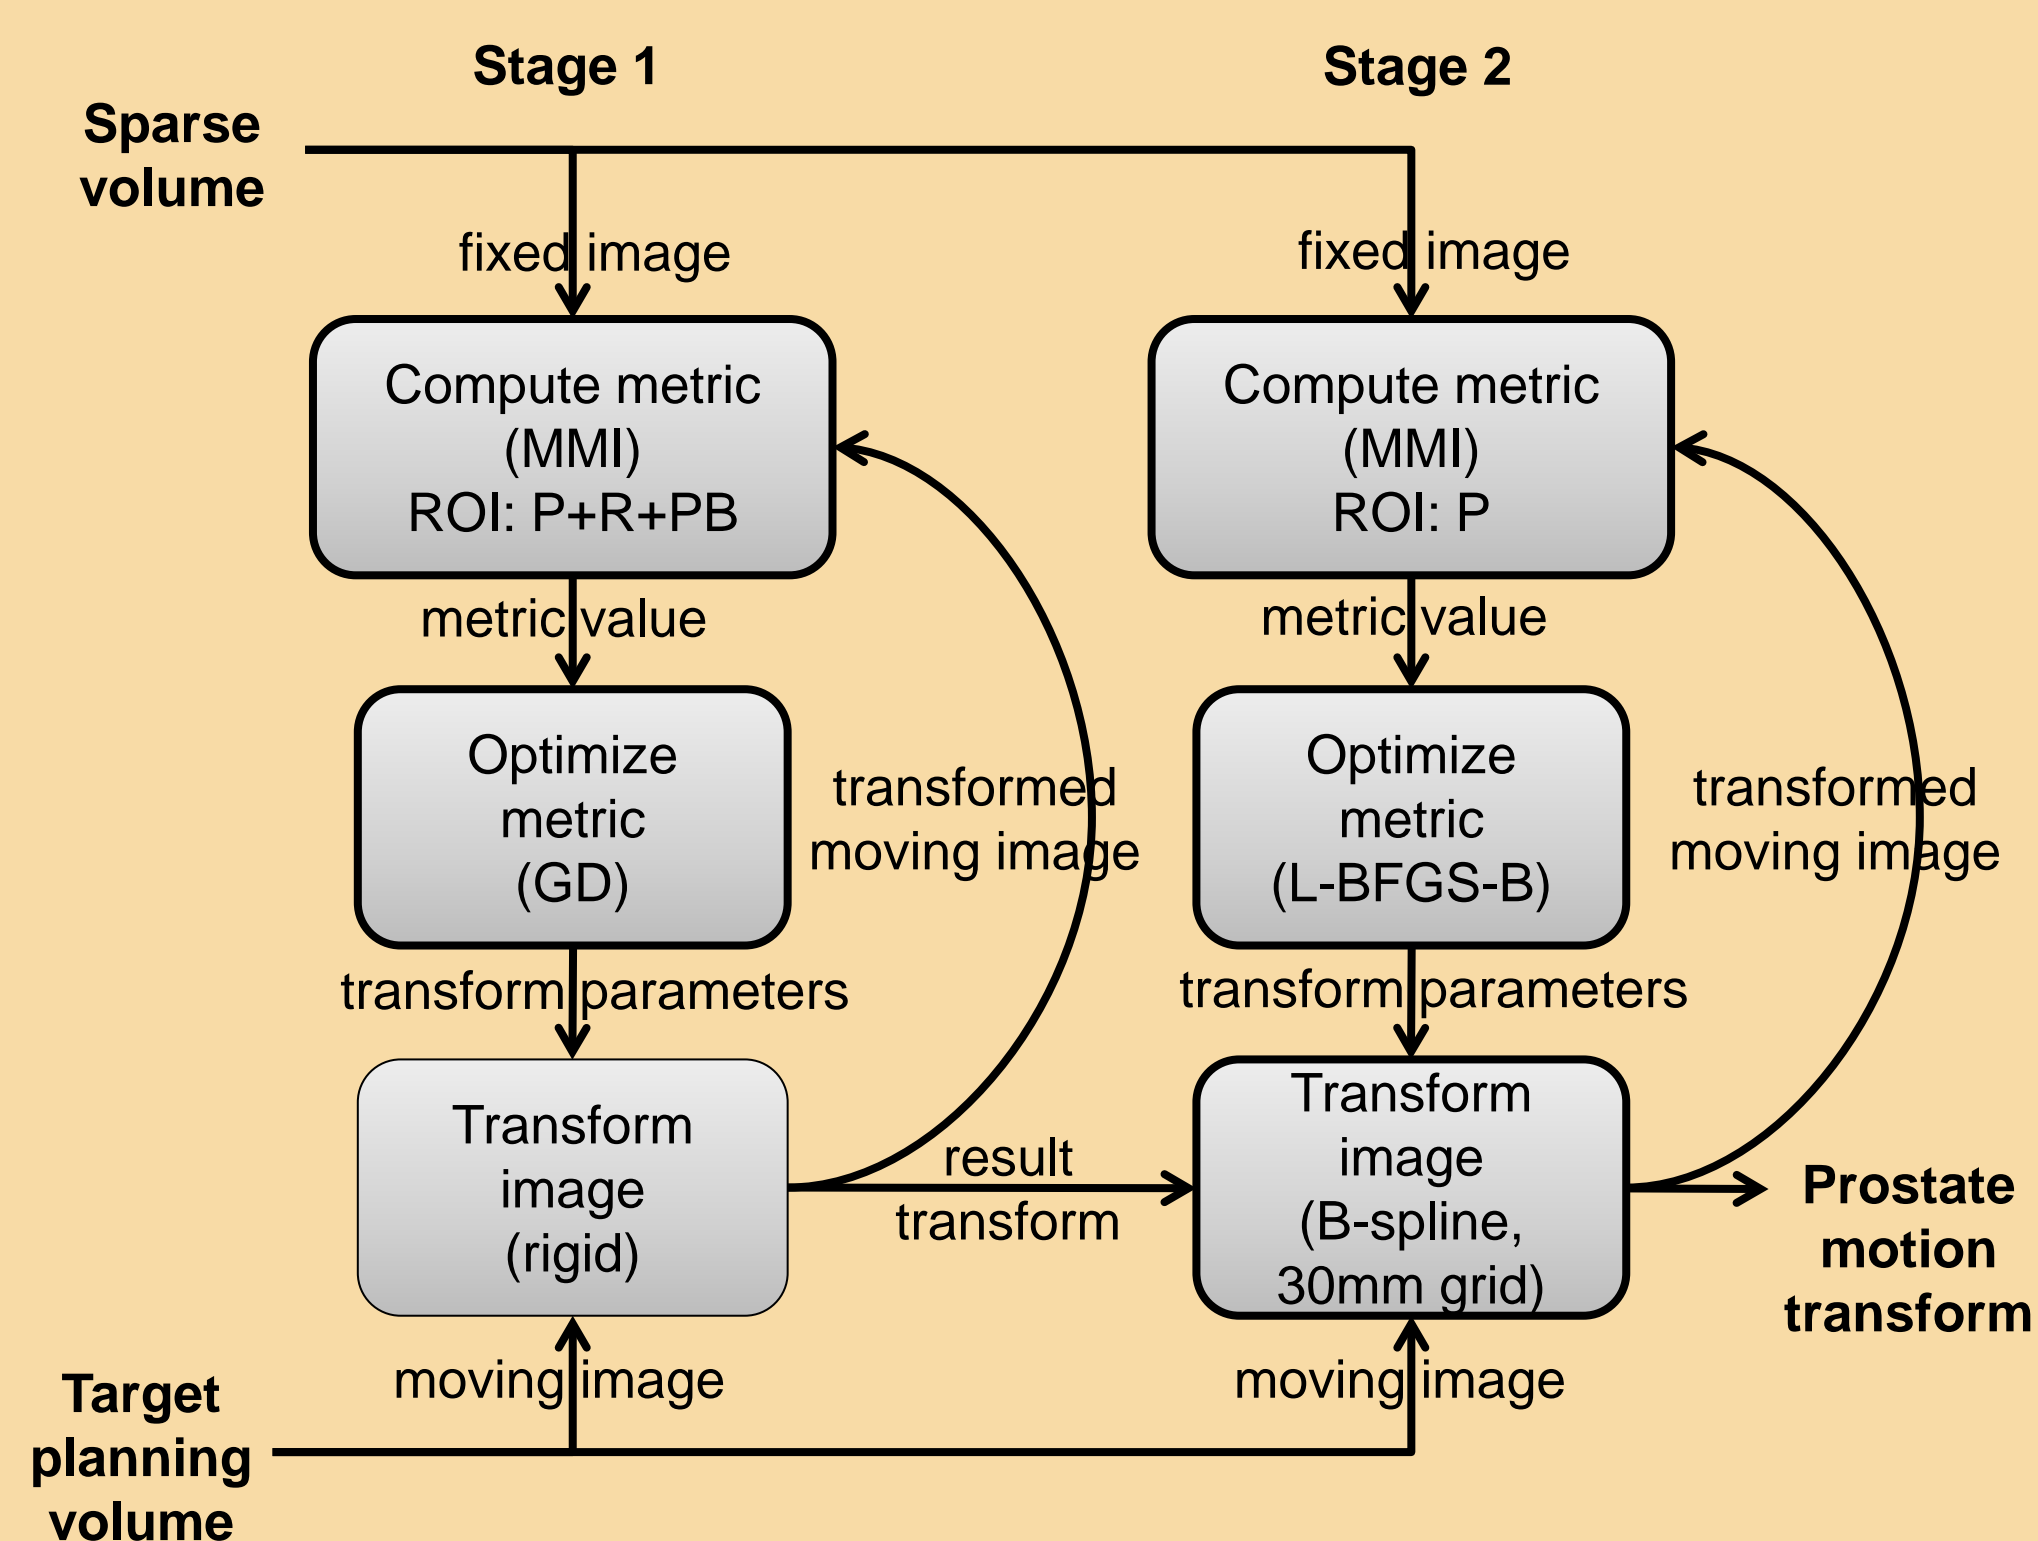 Stage 1
Stage 2
Sparse
volume
fixed image
fixed image
Compute metric
(MMI)
ROI: P+R+PB
Compute metric
(MMI)
ROI: P
metric value
metric value
Optimize
metric
(GD)
transformed
moving image
Optimize
metric
(L-BFGS-B)
transformed
moving image
transform parameters
transform parameters
Transform
image
(rigid)
result
transform
Transform
image
(B-spline,
30mm grid)
Prostate
motion
transform
moving image
moving image
Target
planning
volume